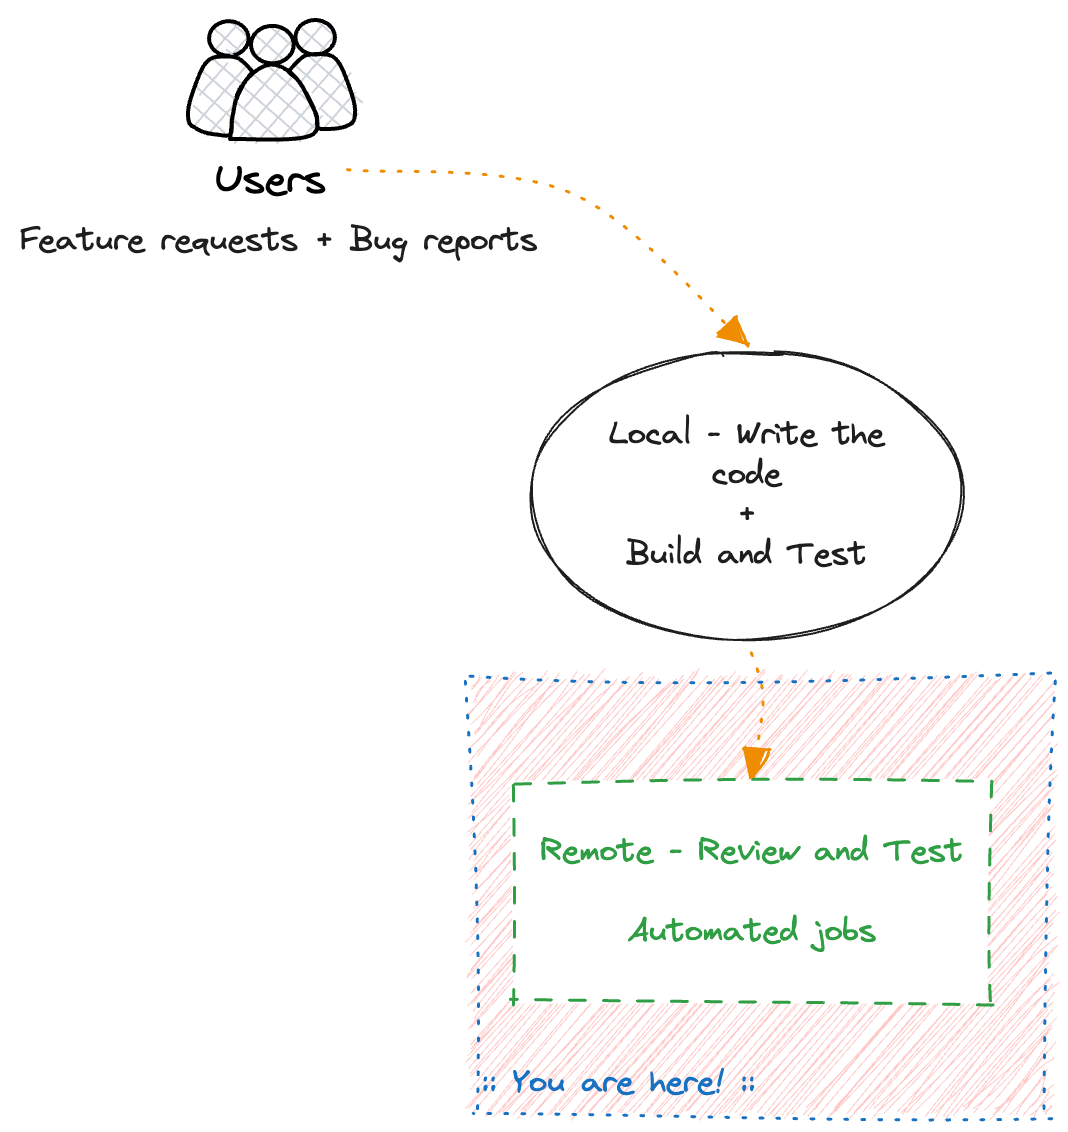 Users
Feature requests + Bug reports
Local - Write the
code
+
Build and Test
Remote - Review and Test
Automated jobs
:: You are here! ::